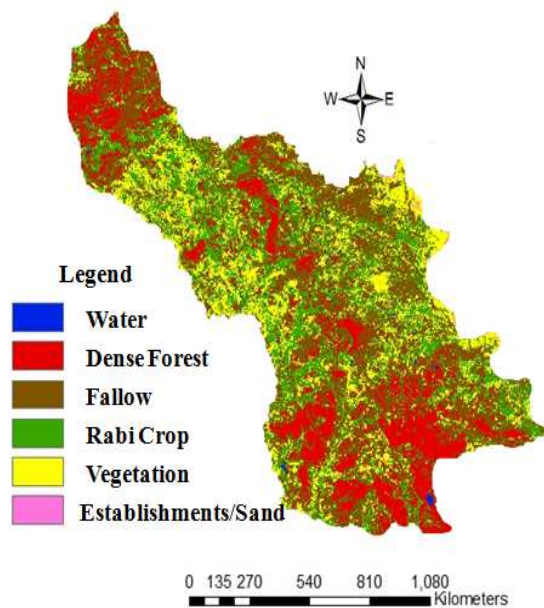 N
W E
S
Legend
Water
Dense Forest
Fallow
Rabi Crop
Vegetation
Establishments/Sand
0 135 270 540 810 1,080
Kilometers